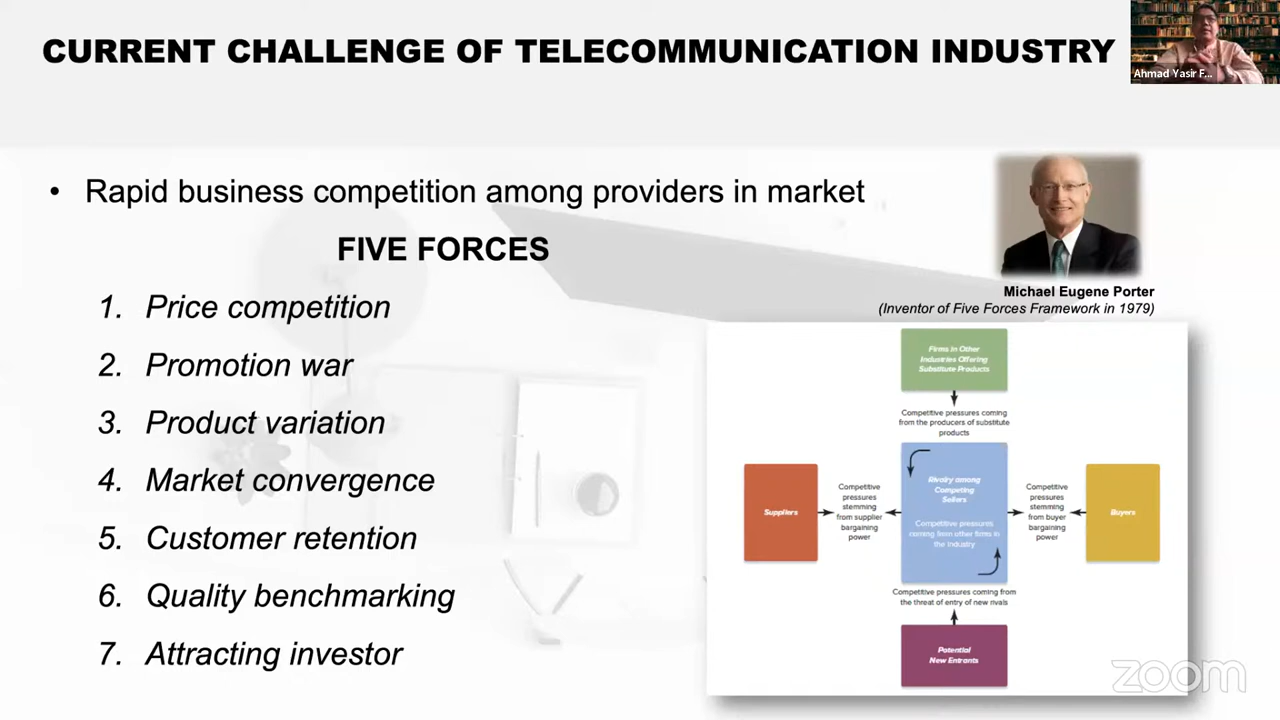 CURRENT CHALLENGE OF TELECOMMUNICATION INDUSTRY
Ahmad Yasir F...
• Rapid business competition among providers in market
FIVE FORCES
1. Price competition
2. Promotion war
3. Product variation
4. Market convergence
5. Customer retention
6. Quality benchmarking
7. Attracting investor
Michael Eugene Porter
(Inventor of Five Forces Framework in 1979)
Firms in Other
Industries Offering
Substitute Products
Competitive pressures coming
from the producers of substitute
products
Suppliers
Competitive
pressures
stemming
from supplier
bargaining
power
Rivalry among
Competing
Sellers
Competitive pressures
coming from other firms in
the industry
Competitive
pressures
stemming
from buyer
bargaining
power
Buyers
Competitive pressures coming from
the threat of entry of new rivals
Potential
New Entrants
zoom